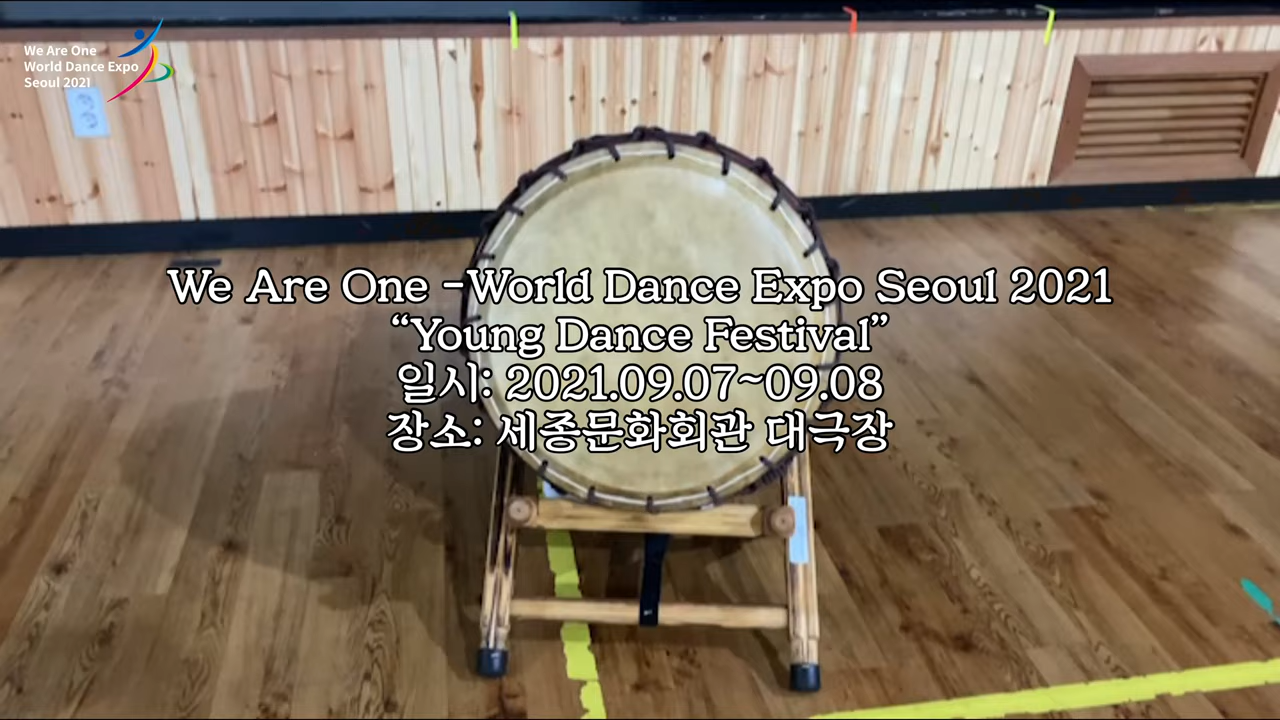 We Are One
World Dance Expo
Seoul 2021
We Are One -World Dance Expo Seoul 2021
“Young Dance Festival”
일시: 2021.09.07~09.08
장소: 세종문화회관 대극장